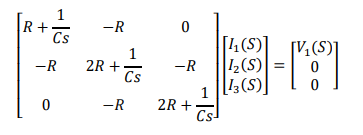 [R + 1/Cs    -R    0] [I₁(S)] = [V₁(S)]
[-R    2R + 1/Cs    -R] [I₂(S)] = [0]
[0    -R    2R + 1/Cs] [I₃(S)] = [0]